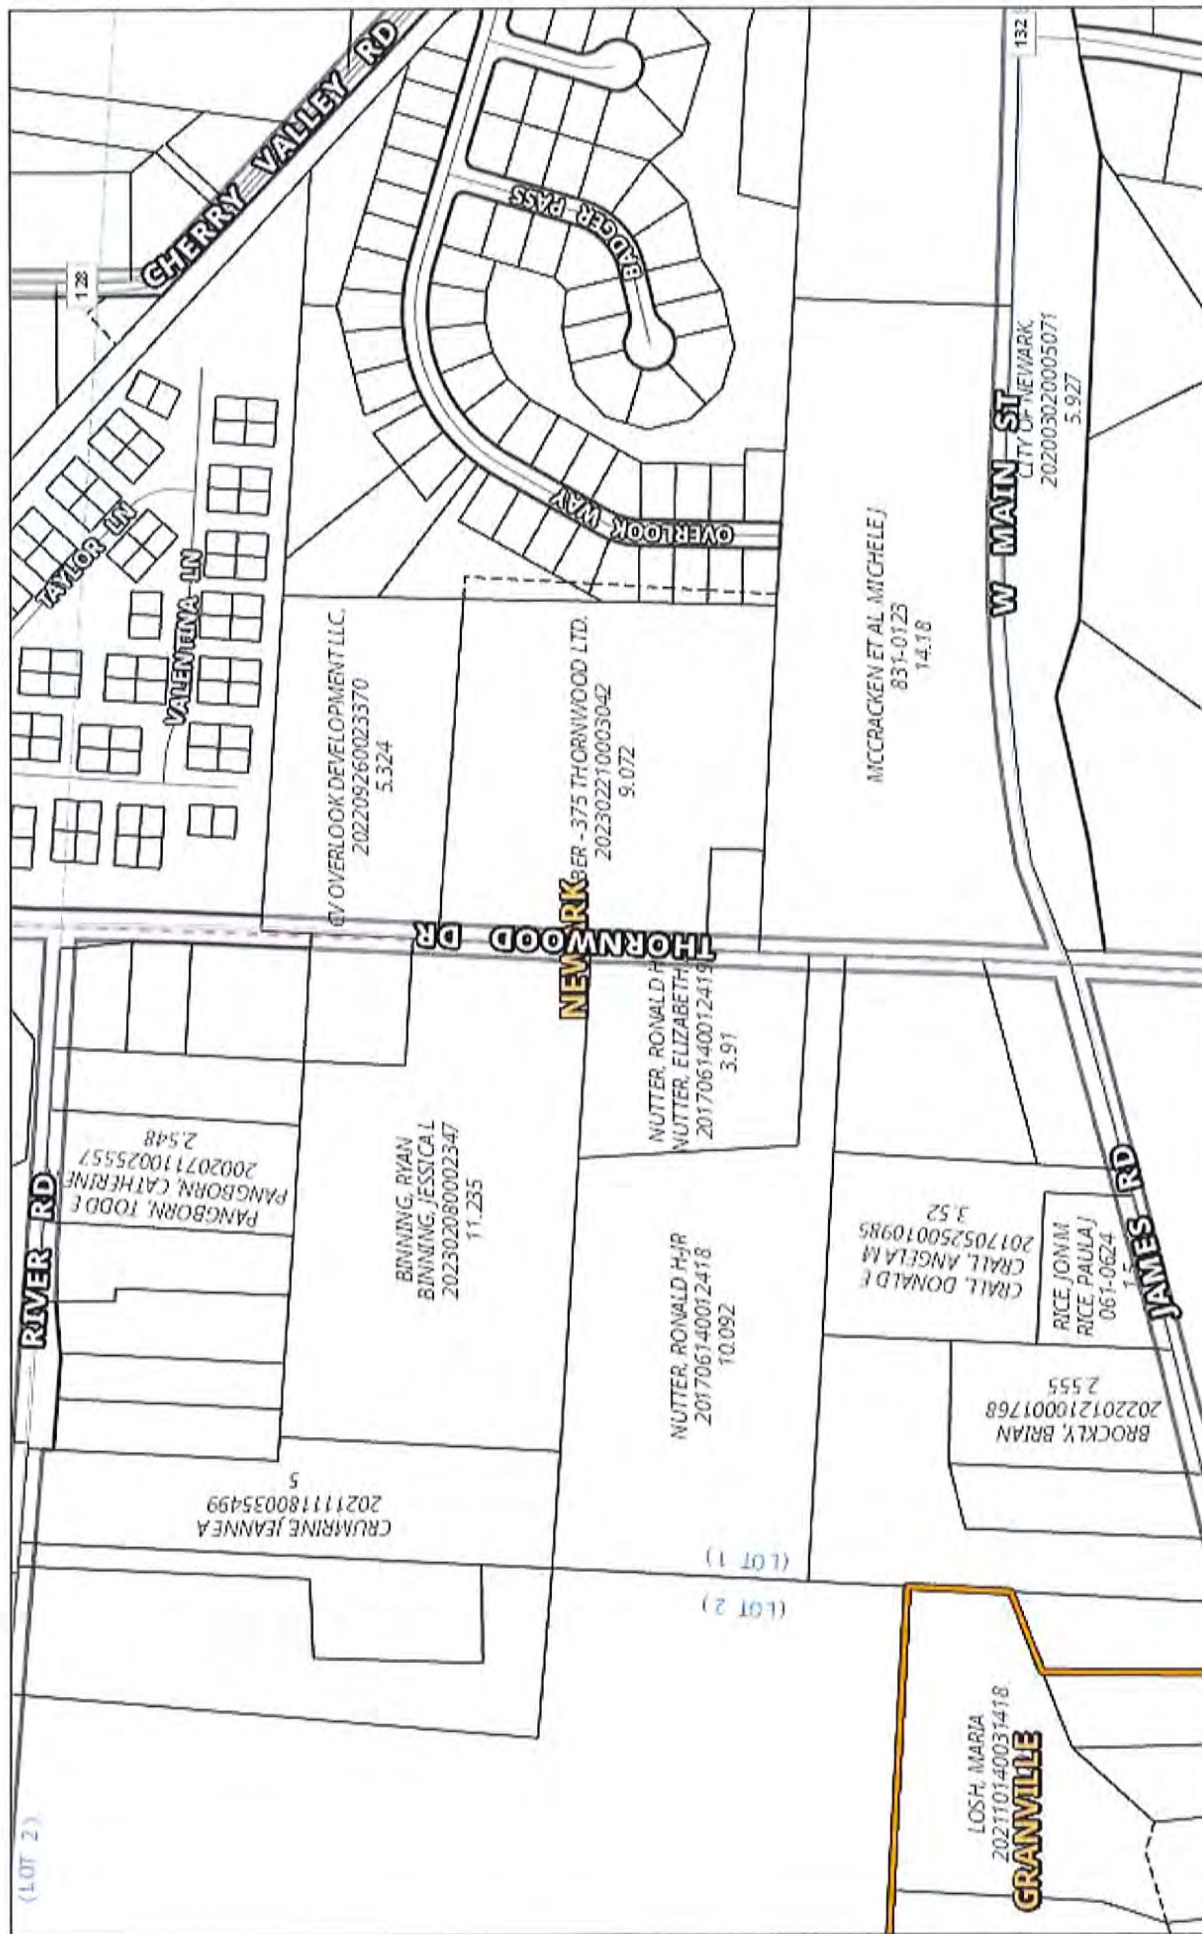 132
CHERRY VALLEY RD
128
BADGER PASS
TAYLOR LN
VALENTINA LN
OVERLOOK WAY
W MAIN ST
CITY OF NEWARK,
202003020005071
5.927
MCCRACKEN ET AL, MICHELE J
831-0123
14.18
CV OVERLOOK DEVELOPMENT LLC,
202209260023370
5.324
BER - 375 THORNWOOD LTD.
202302210003042
9.072
NEWARK
THORNWOOD DR
RIVER RD
PANGBORN, TODD E
PANGBORN, CATHERINE
200207110025557
2.548
BINNING, RYAN
BINNING, JESSICA L
202302080002347
11.235
NUTTER, RONALD H
NUTTER, ELIZABETH
201706140012419
3.91
NUTTER, RONALD H JR
201706140012418
10.092
CRALL, DONALD E
CRALL, ANGELA M
201705250010985
3.52
RICE, JON M
RICE, PAULA J
061-0624
JAMES RD
BROCKLY, BRIAN
202201210001768
2.555
CRUMRINE JEANNE A
202111180035499
5
(LOT 1)
(LOT 2)
(LOT 2)
LOSH, MARIA
202110140031418
GRANVILLE